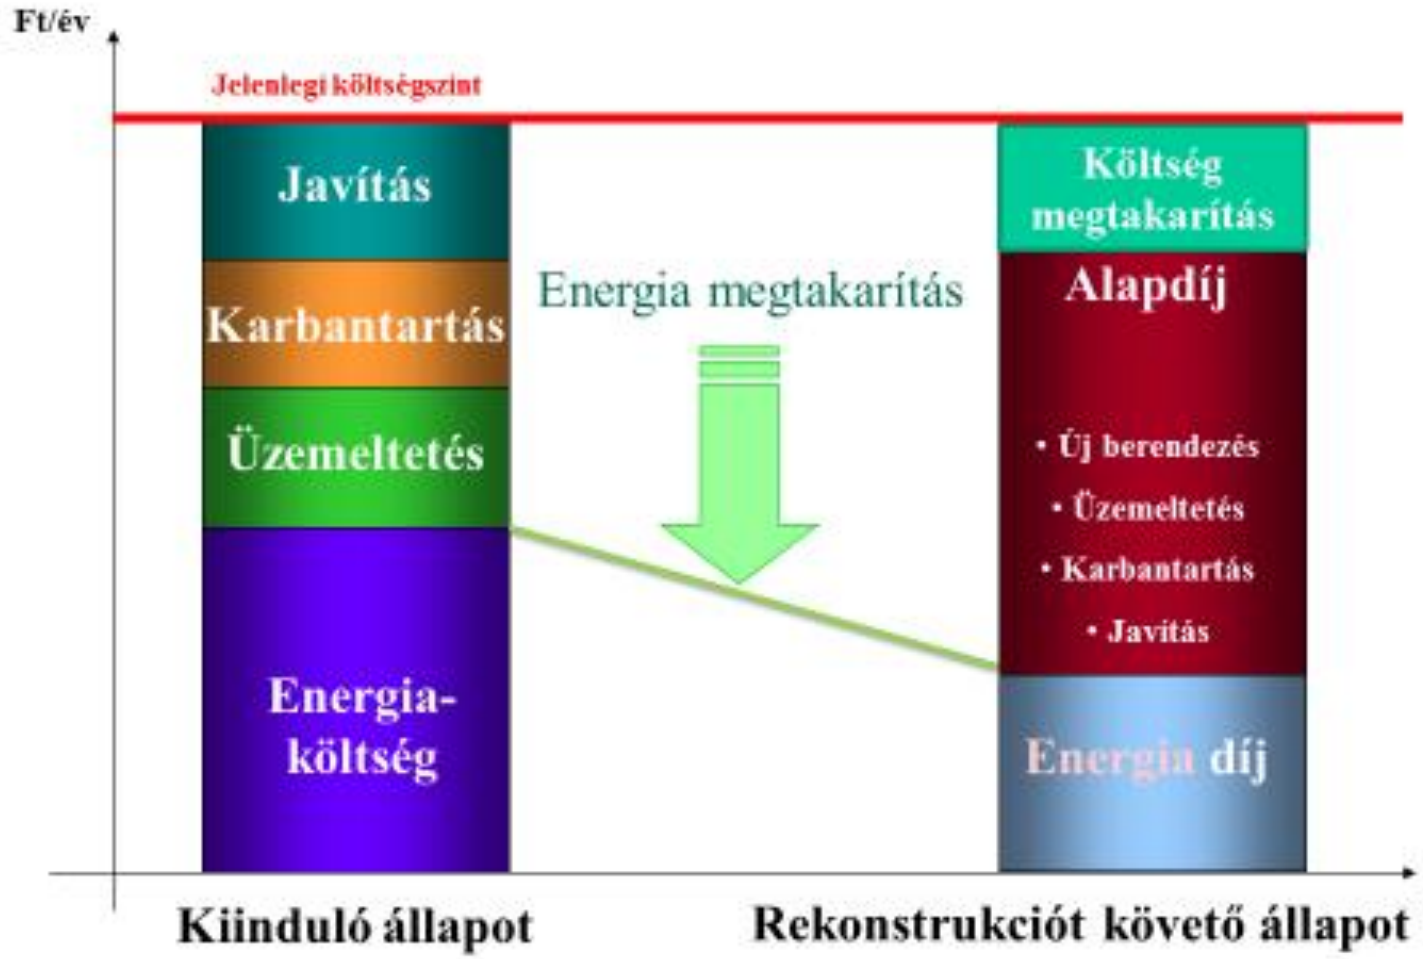 Ft/év
Jelenlegi költségszint
Javítás
Karbantartás
Üzemeltetés
Energia-
költség
Energia megtakarítás
Költség
megtakarítás
Alapdíj
• Új berendezés
• Üzemeltetés
• Karbantartás
• Javítás
Energia díj
Kiinduló állapot
Rekonstrukciót követő állapot